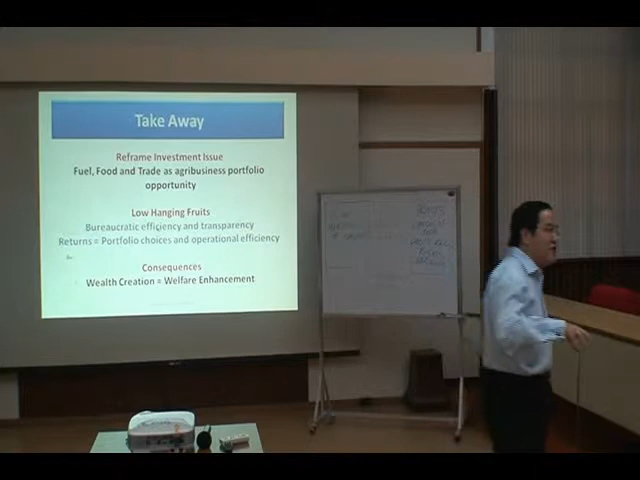 Take Away
Reframe Investment Issue
Fuel, Food and Trade as agribusiness portfolio
opportunity
Low Hanging Fruits
Bureaucratic efficiency and transparency
Returns = Portfolio choices and operational efficiency
Consequences
Wealth Creation = Welfare Enhancement